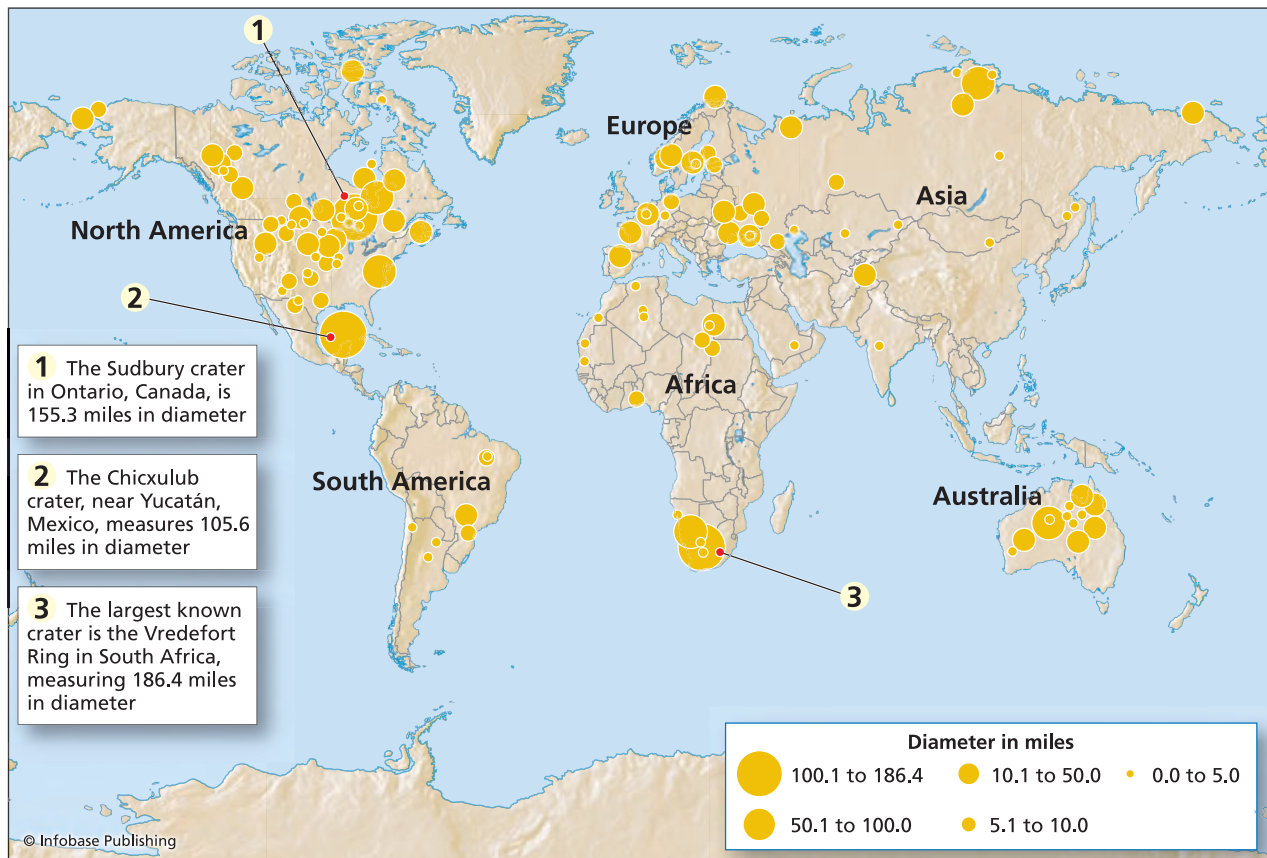 1
Europe
Asia
North America
2
1 The Sudbury crater
in Ontario, Canada, is
155.3 miles in diameter
Africa
2 The Chicxulub
crater, near Yucatán,
Mexico, measures 105.6
miles in diameter
South America
Australia
3 The largest known
crater is the Vredefort
Ring in South Africa,
measuring 186.4 miles
in diameter
3
Diameter in miles
100.1 to 186.4
10.1 to 50.0
0.0 to 5.0
50.1 to 100.0
5.1 to 10.0
© Infobase Publishing